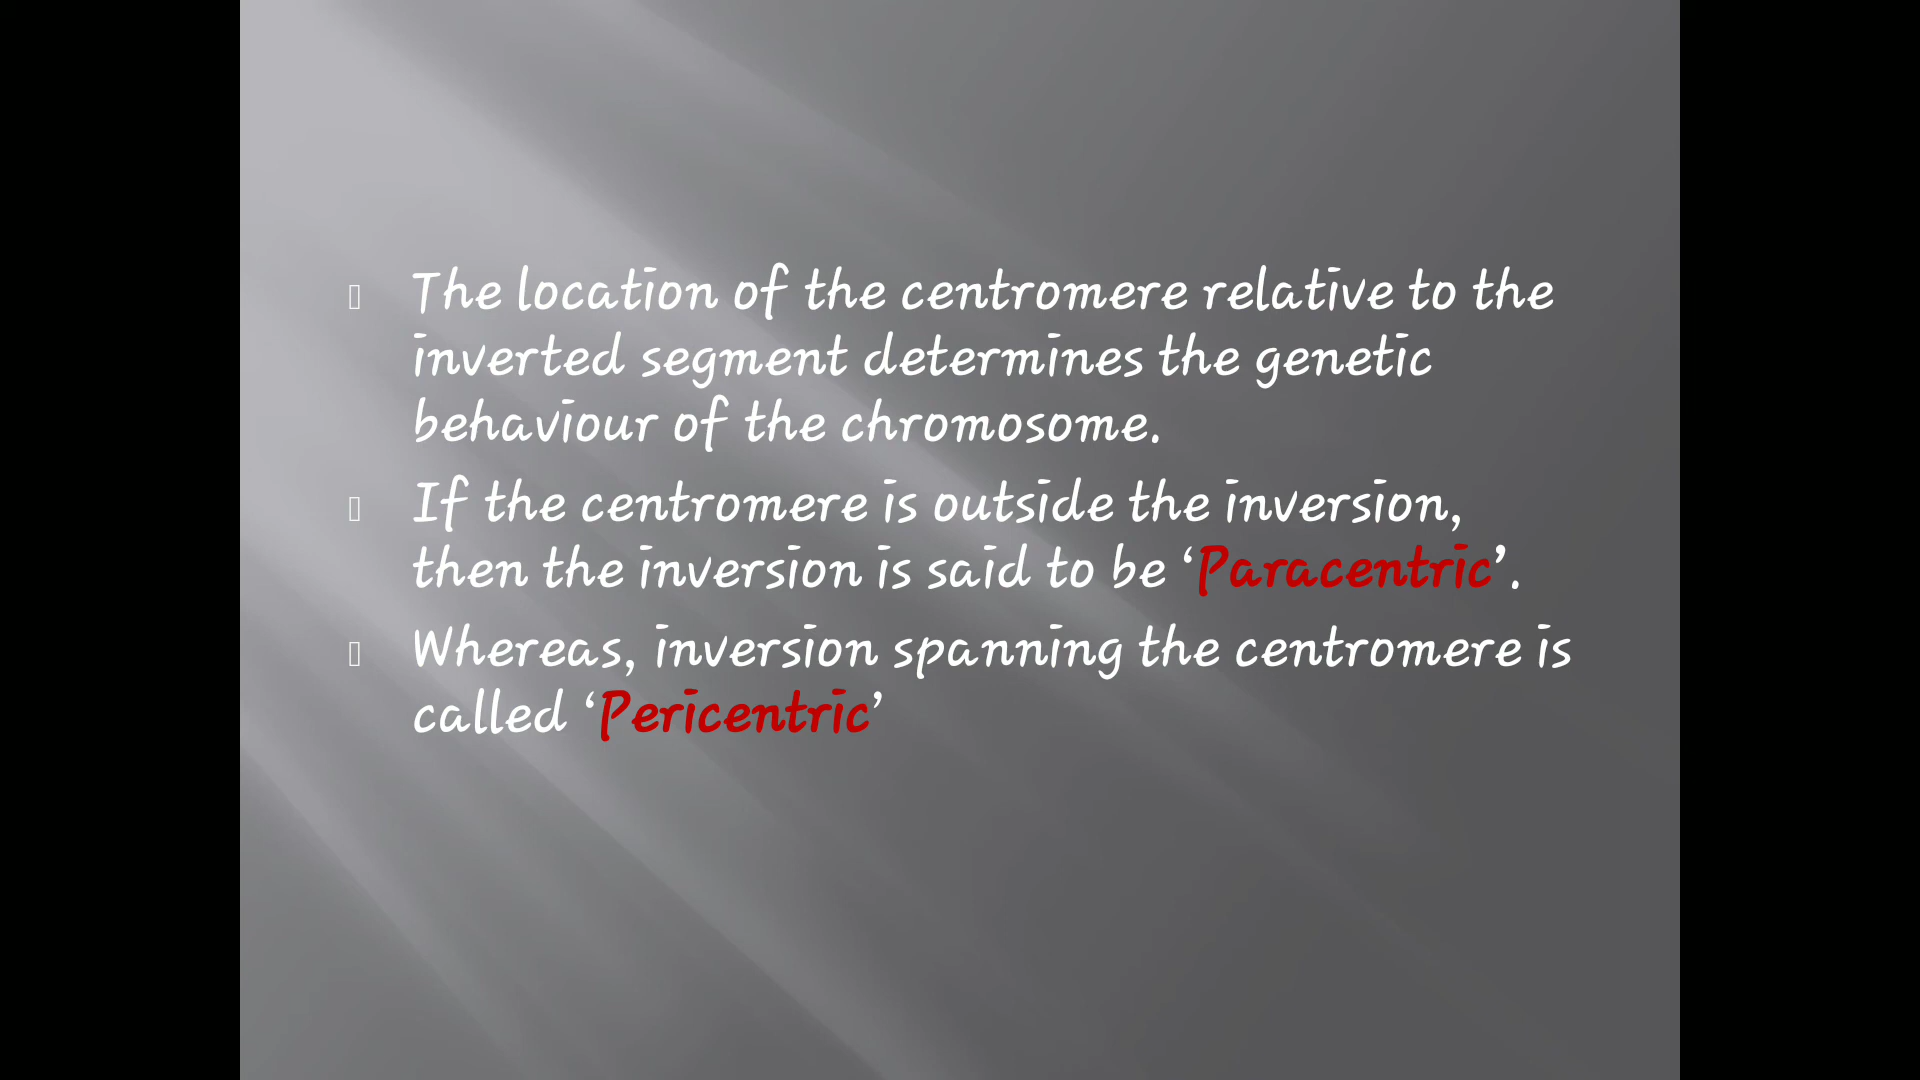 The location of the centromere relative to the
inverted segment determines the genetic
behaviour of the chromosome.
If the centromere is outside the inversion,
then the inversion is said to be ‘Paracentric’.
Whereas, inversion spanning the centromere is
called ‘Pericentric’